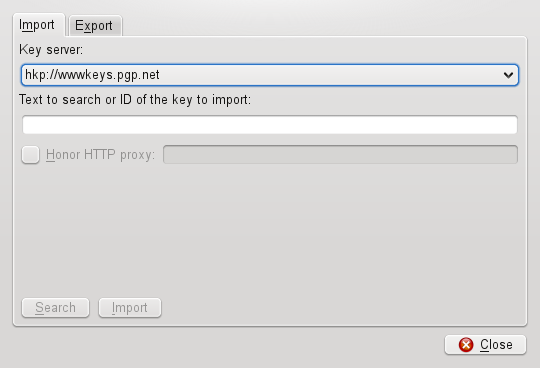 Import Export
Key server:
hkp://wwwkeys.pgp.net
Text to search or ID of the key to import:
Honor HTTP proxy:
Search Import
Close